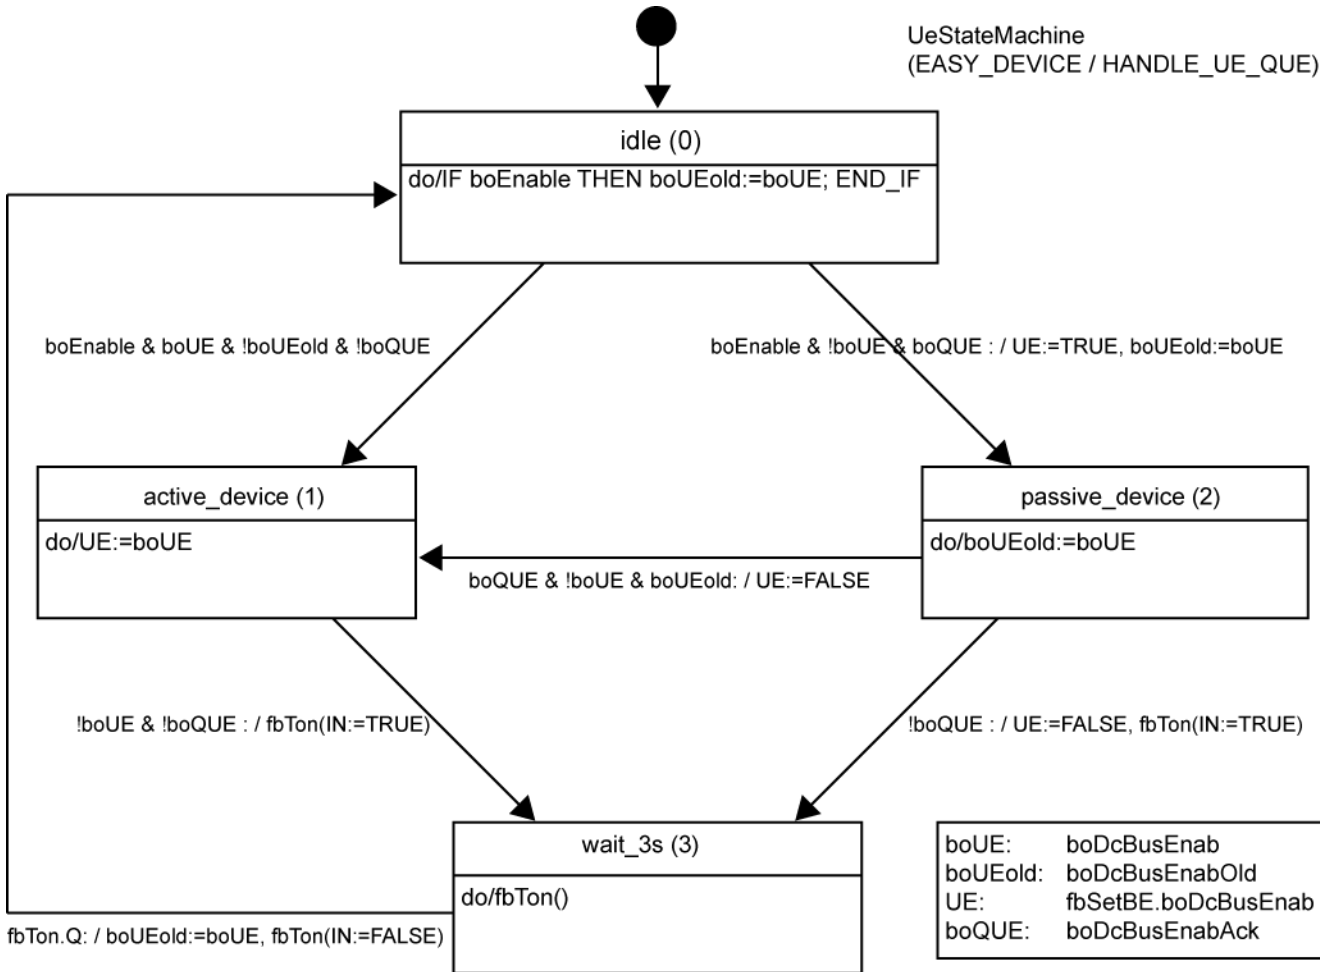 UeStateMachine
(EASY_DEVICE / HANDLE_UE_QUE)
idle (0)
do/IF boEnable THEN boUEold:=boUE; END_IF
boEnable & boUE & !boUEold & !boQUE
boEnable & !boUE & boQUE : / UE:=TRUE, boUEold:=boUE
active_device (1)
do/UE:=boUE
passive_device (2)
do/boUEold:=boUE
boQUE & !boUE & boUEold: / UE:=FALSE
!boUE & !boQUE : / fbTon(IN:=TRUE)
!boQUE : / UE:=FALSE, fbTon(IN:=TRUE)
wait_3s (3)
do/fbTon()
fbTon.Q: / boUEold:=boUE, fbTon(IN:=FALSE)
boUE: boDcBusEnab
boUEold: boDcBusEnabOld
UE: fbSetBE.boDcBusEnab
boQUE: boDcBusEnabAck